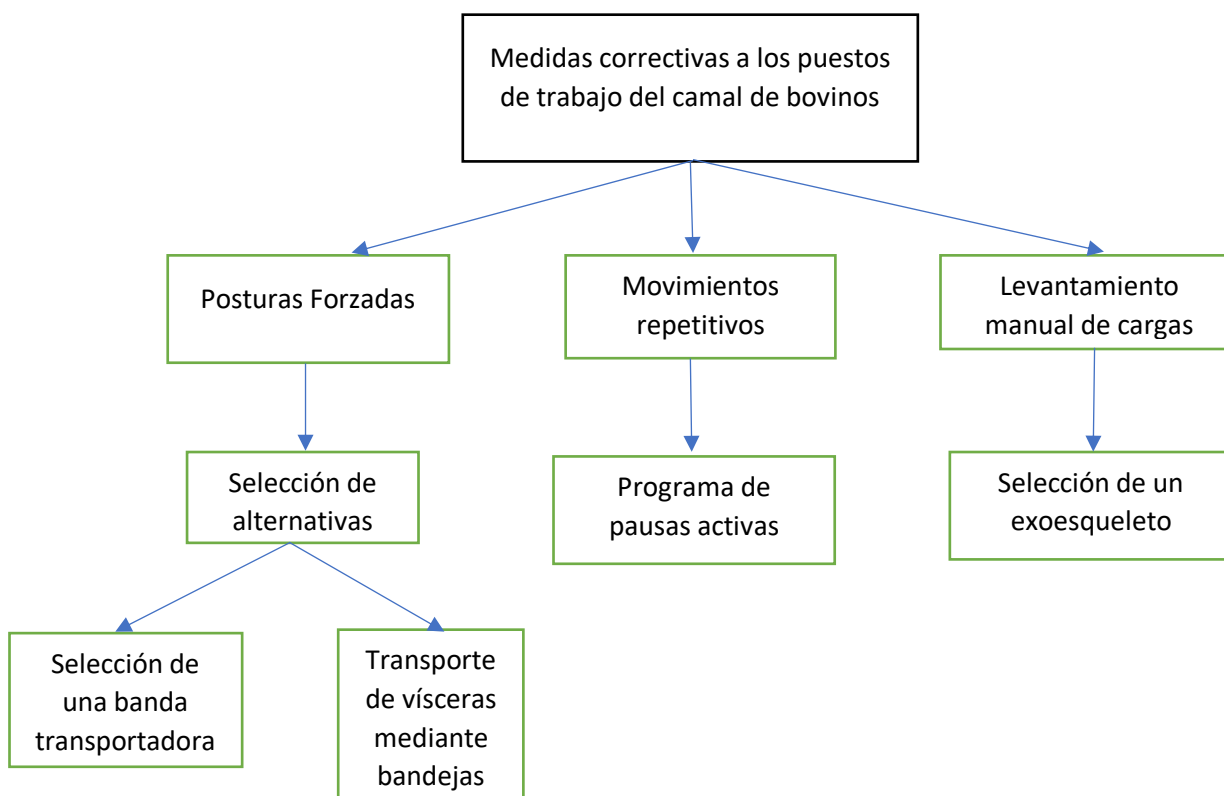 Medidas correctivas a los puestos
de trabajo del camal de bovinos
Posturas Forzadas
Movimientos
repetitivos
Levantamiento
manual de cargas
Selección de
alternativas
Programa de
pausas activas
Selección de un
exoesqueleto
Selección de
una banda
transportadora
Transporte
de vísceras
mediante
bandejas